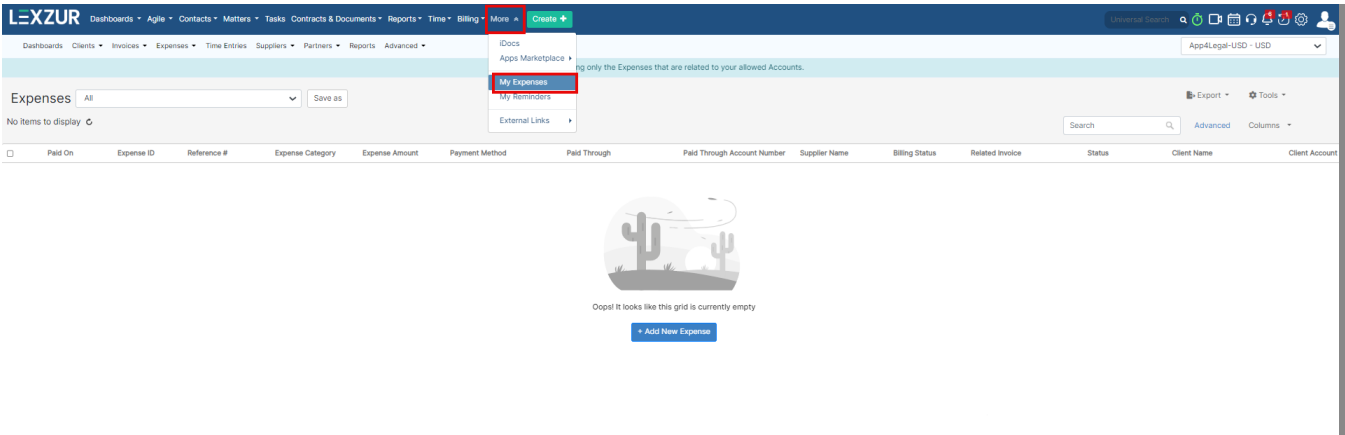 LEXZUR Dashboards Agile Contacts Matters Tasks Contracts & Documents Reports Time Billing More Create + Universal Search 6 1
Dashboards Clients Invoices Expenses Time Entries Suppliers Partners Reports Advanced App4Legal-USD - USD
iDocs
Apps Marketplace
ng only the Expenses that are related to your allowed Accounts.
My Expenses
My Reminders
External Links
Expenses All Save as Export Tools
No items to display Search Advanced Columns
Paid On Expense ID Reference # Expense Category Expense Amount Payment Method Paid Through Paid Through Account Number Supplier Name Billing Status Related Invoice Status Client Name Client Account
Oops! It looks like this grid is currently empty
+ Add New Expense